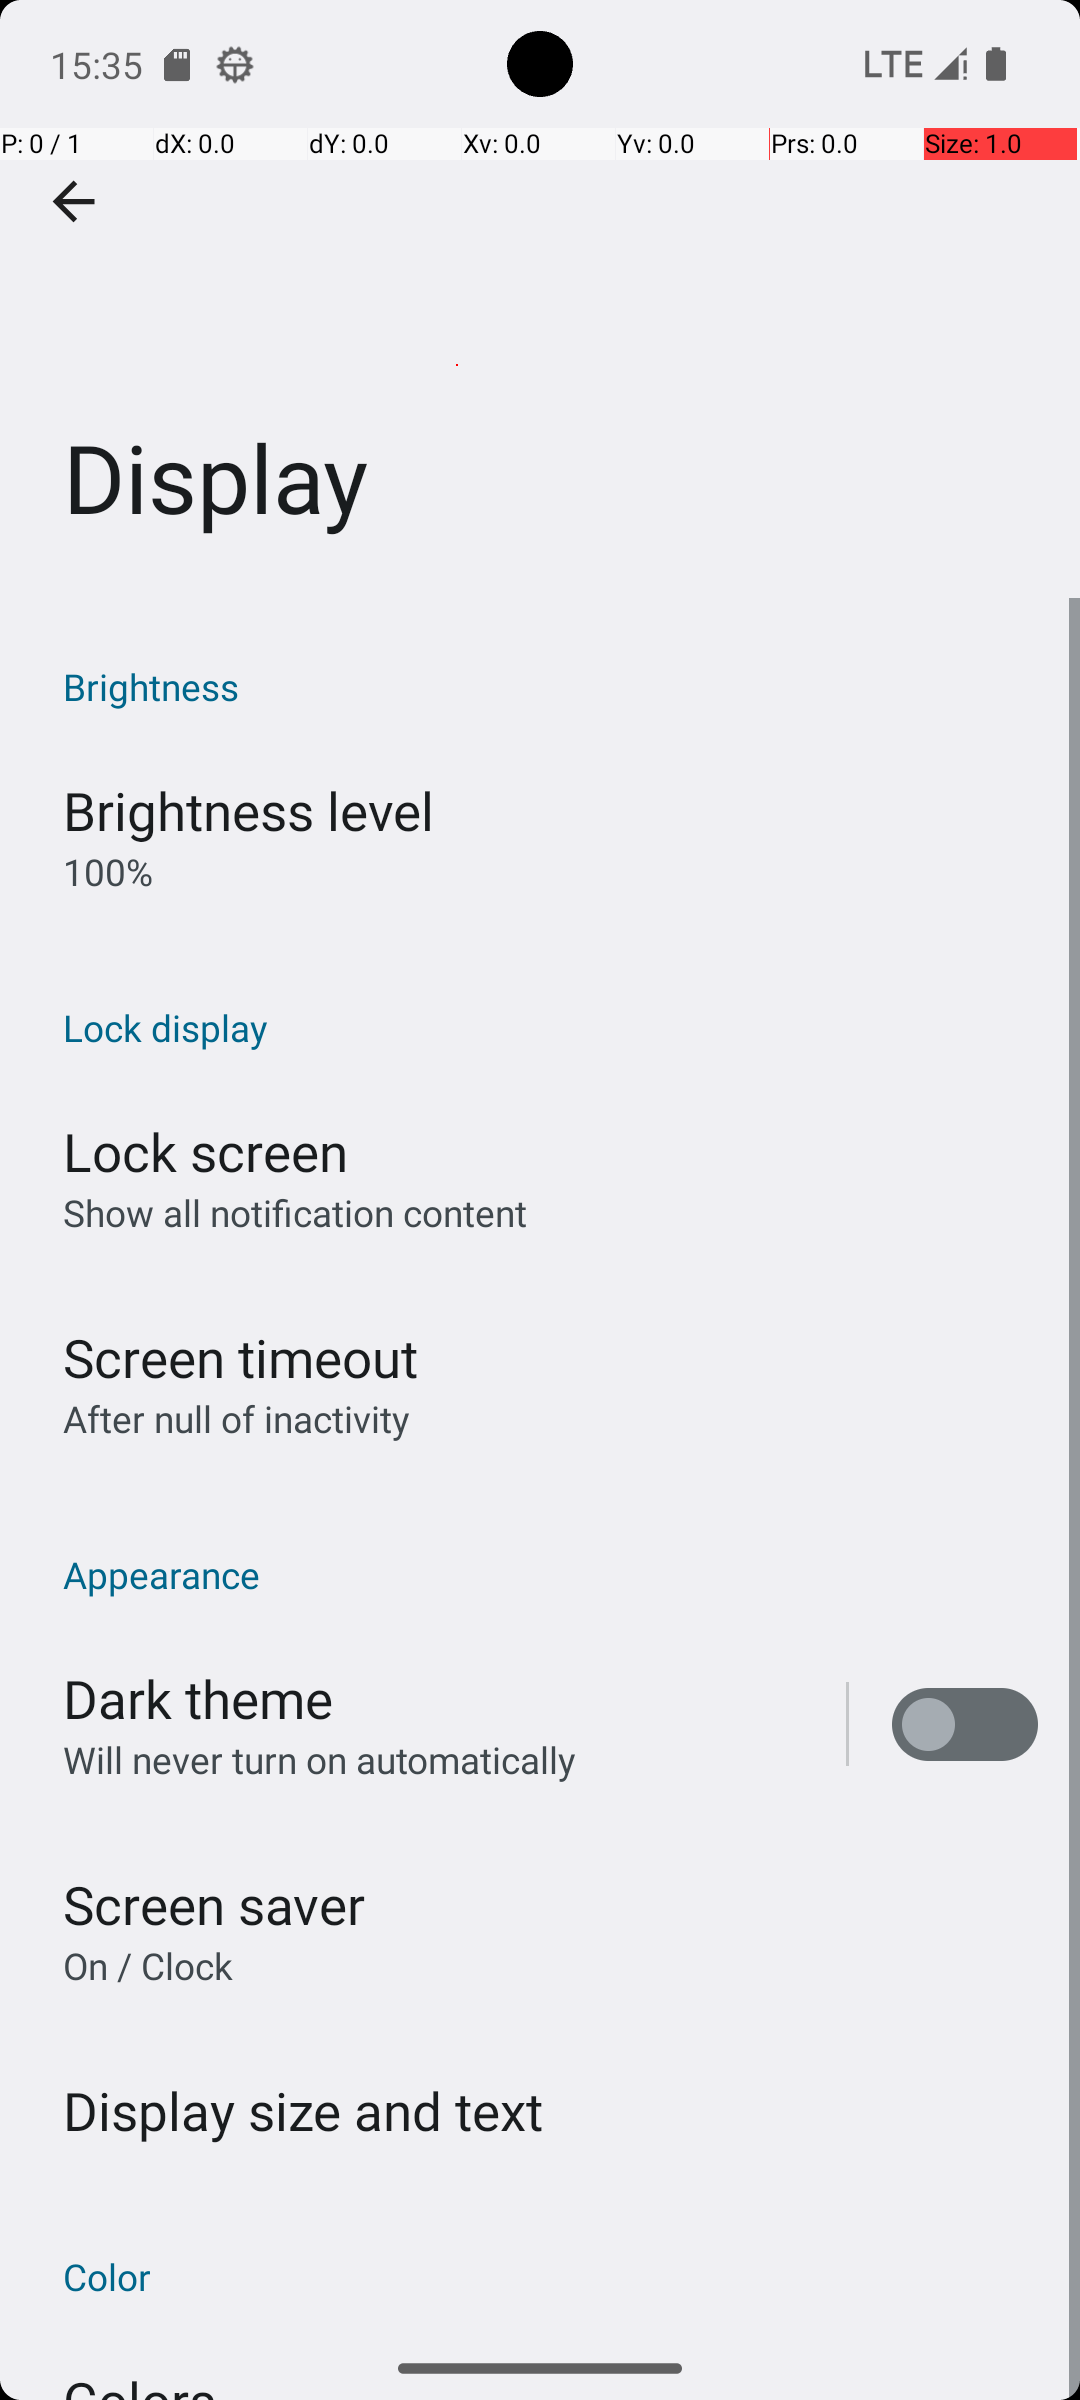 15:35 LTE
P: 0 / 1 dX: 0.0 dY: 0.0 Xv: 0.0 Yv: 0.0 Prs: 0.0 Size: 1.0
Display
Brightness
Brightness level
100%
Lock display
Lock screen
Show all notification content
Screen timeout
After null of inactivity
Appearance
Dark theme
Will never turn on automatically
Screen saver
On / Clock
Display size and text
Color
Colors